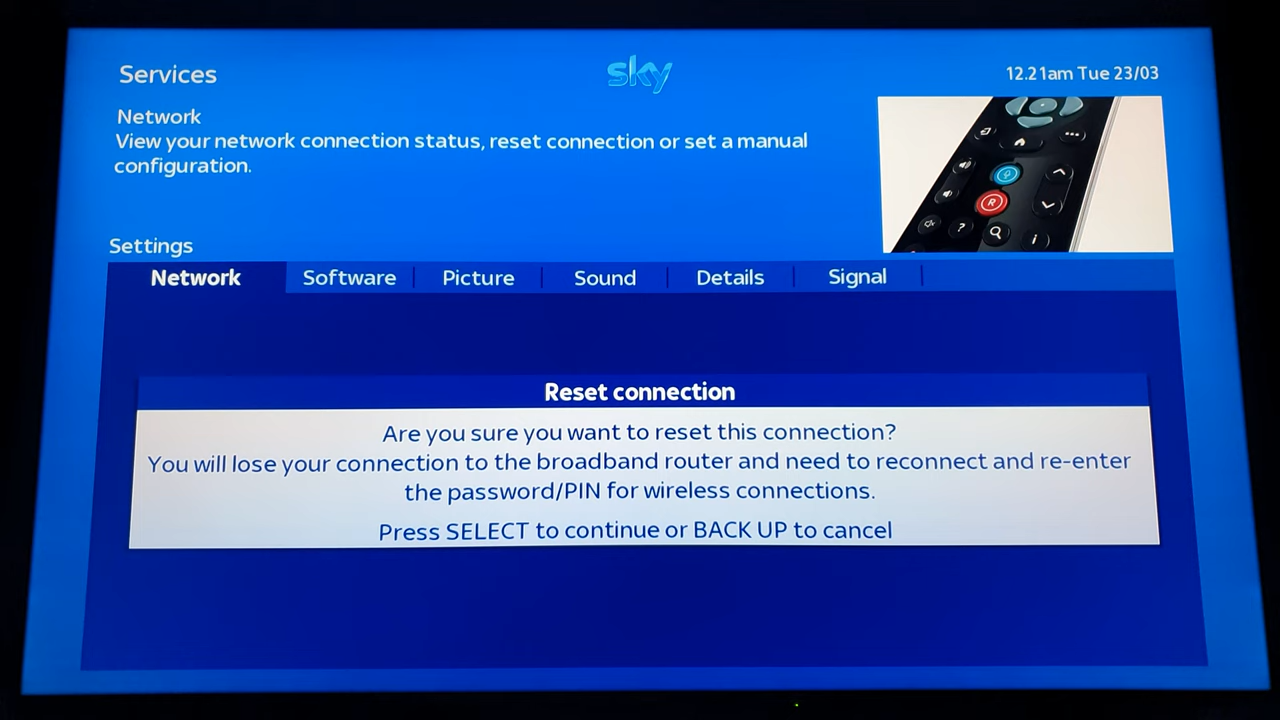 Services
sky
12.21am Tue 23/03
Network
View your network connection status, reset connection or set a manual
configuration.
R
?
i
Settings
Network Software Picture Sound Details Signal
Reset connection
Are you sure you want to reset this connection?
You will lose your connection to the broadband router and need to reconnect and re-enter
the password/PIN for wireless connections.
Press SELECT to continue or BACK UP to cancel